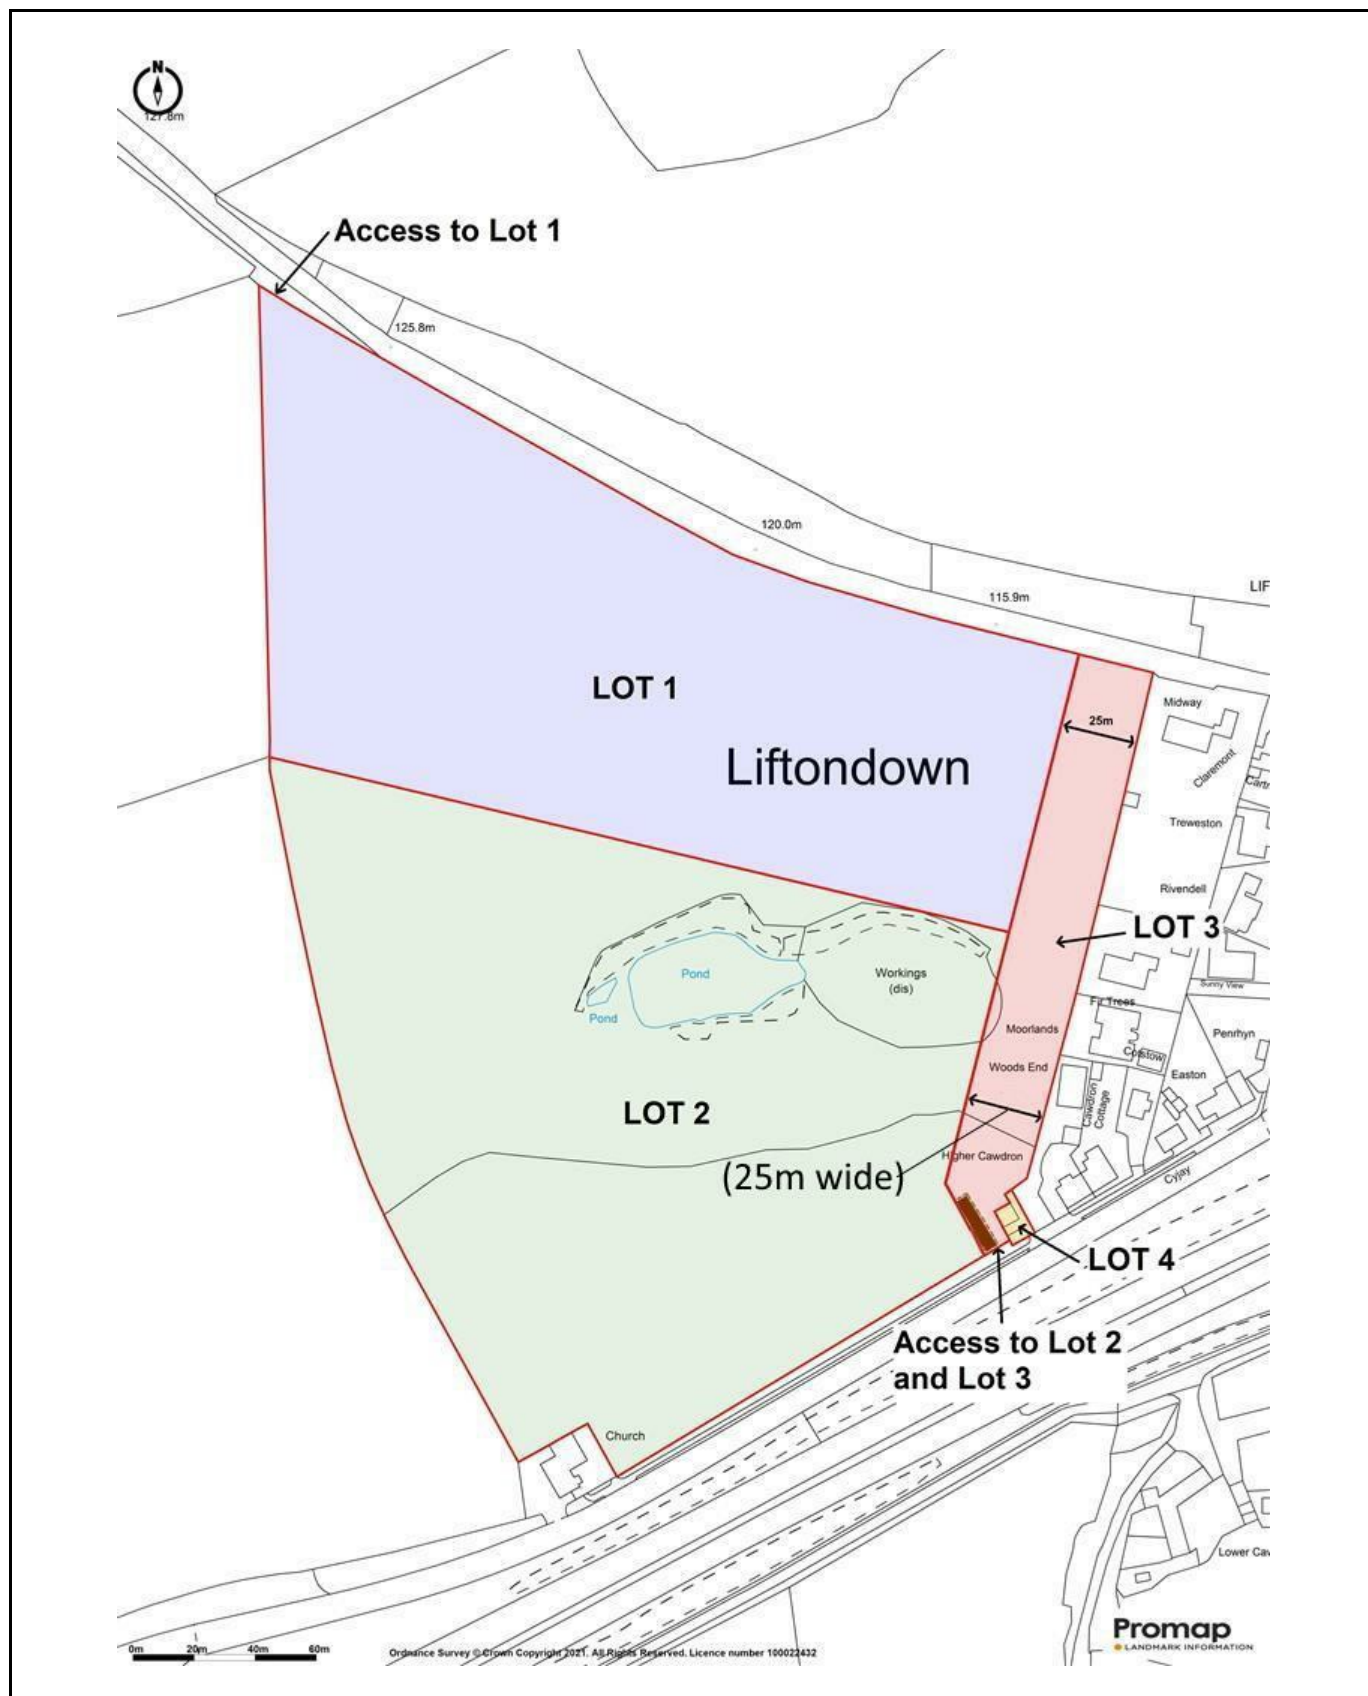 N
127.8m
Access to Lot 1
125.8m
120.0m
LIF
115.9m
LOT 1
Midway
25m
Liftondown
Claremont
Treweston
Rivendell
LOT 3
Pond
Workings
(dis)
Sunny View
Pond
Fir Trees
Moorlands
Penrhyn
Woods End
Easton
Cawdron
Cottage
LOT 2
Higher Cawdron
(25m wide)
Cyjay
LOT 4
Access to Lot 2
and Lot 3
Church
Lower Caw
Promap
LANDMARK INFORMATION
0m 20m 40m 60m
Ordnance Survey © Crown Copyright 2021. All Rights Reserved. Licence number 100022432